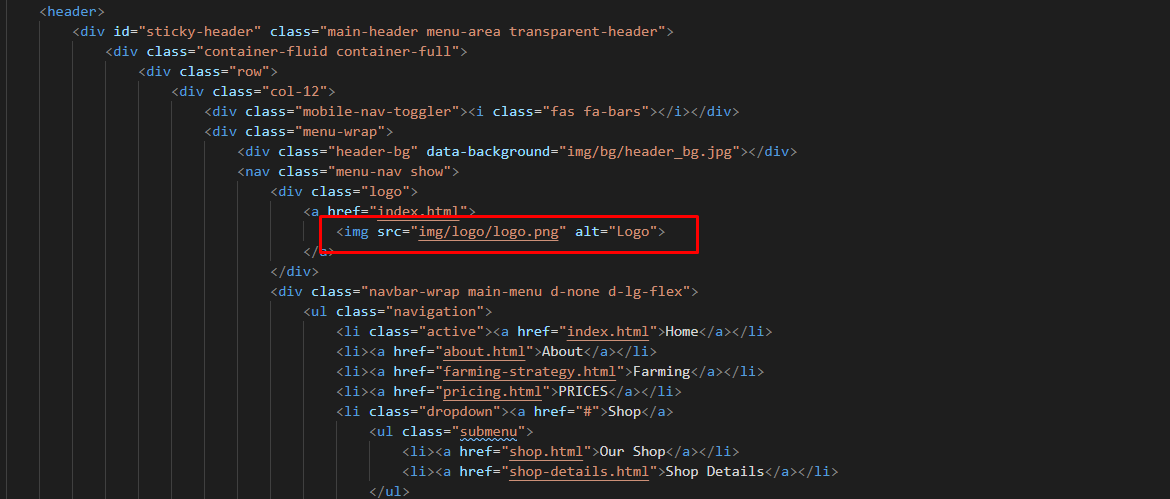 <header>
<div id="sticky-header" class="main-header menu-area transparent-header">
<div class="container-fluid container-full">
<div class="row">
<div class="col-12">
<div class="mobile-nav-toggler"><i class="fas fa-bars"></i></div>
<div class="menu-wrap">
<div class="header-bg" data-background="img/bg/header_bg.jpg"></div>
<nav class="menu-nav show">
<div class="logo">
<a href="index.html">
<img src="img/logo/logo.png" alt="Logo">
</a>
</div>
<div class="navbar-wrap main-menu d-none d-lg-flex">
<ul class="navigation">
<li class="active"><a href="index.html">Home</a></li>
<li><a href="about.html">About</a></li>
<li><a href="farming-strategy.html">Farming</a></li>
<li><a href="pricing.html">PRICES</a></li>
<li class="dropdown"><a href="#">Shop</a>
<ul class="submenu">
<li><a href="shop.html">Our Shop</a></li>
<li><a href="shop-details.html">Shop Details</a></li>
</ul>